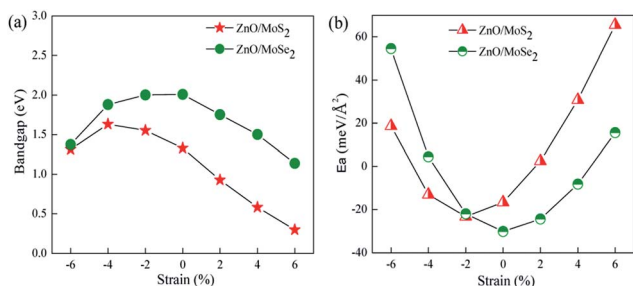 (a)
ZnO/MoS2
ZnO/MoSe2
Bandgap (eV)
3.0
2.5
2.0
1.5
1.0
0.5
0.0
-6 -4 -2 0 2 4 6
Strain (%)
(b)
ZnO/MoS2
ZnO/MoSe2
Ea (meV/Å2)
60
40
20
0
-20
-40
-6 -4 -2 0 2 4 6
Strain (%)